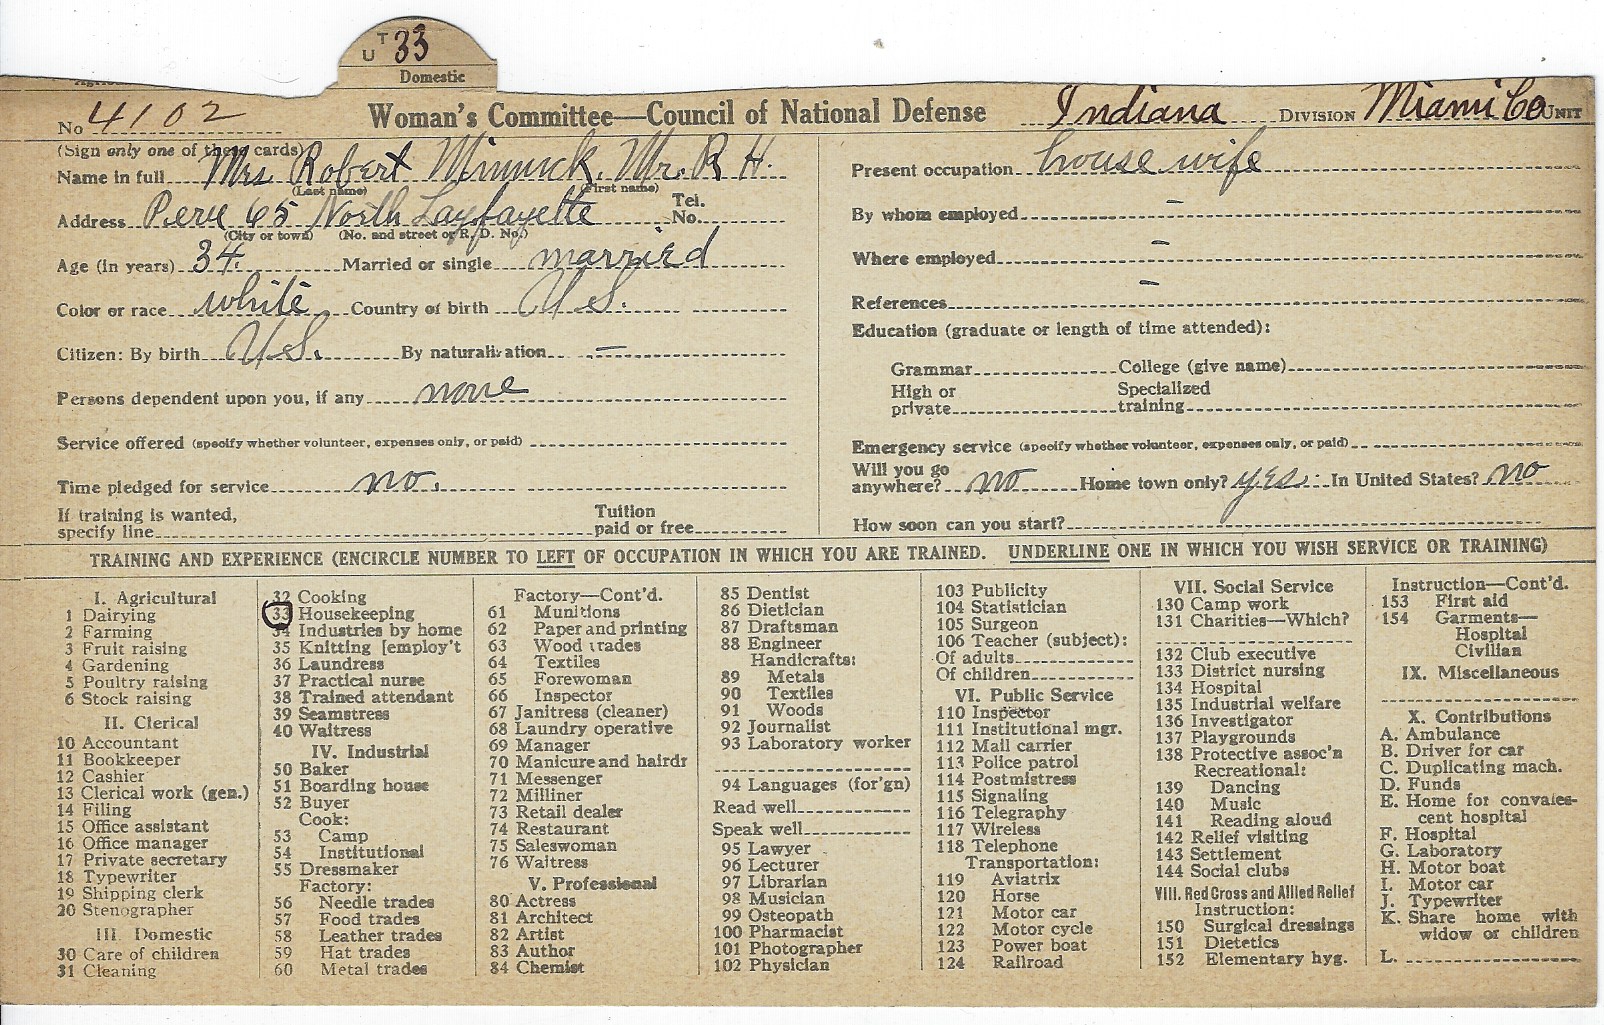 T
U 33
Domestic
No 4102 Woman's Committee—Council of National Defense Indiana DIVISION Miami Co UNIT
(Sign only one of these cards)
Name in full Mrs Robert Minnick. Mr. R H.
(Last name) (First name)
Address Peru 65 North Layfayette Tel. No.
(City or town) (No. and street or R. D. No.)
Age (in years) 34. Married or single married
Color or race white Country of birth U S.
Citizen: By birth U S. By naturalization –
Persons dependent upon you, if any none
Service offered (specify whether volunteer, expenses only, or paid)
Time pledged for service no.
If training is wanted,
specify line
Tuition
paid or free
Present occupation house wife
By whom employed –
Where employed –
References –
Education (graduate or length of time attended):
Grammar College (give name)
High or
private
Specialized
training
Emergency service (specify whether volunteer, expenses only, or paid)
Will you go
anywhere? no Home town only? yes. In United States? no
How soon can you start?
TRAINING AND EXPERIENCE (ENCIRCLE NUMBER TO LEFT OF OCCUPATION IN WHICH YOU ARE TRAINED. UNDERLINE ONE IN WHICH YOU WISH SERVICE OR TRAINING)
I. Agricultural
1 Dairying
2 Farming
3 Fruit raising
4 Gardening
5 Poultry raising
6 Stock raising
II. Clerical
10 Accountant
11 Bookkeeper
12 Cashier
13 Clerical work (gen.)
14 Filing
15 Office assistant
16 Office manager
17 Private secretary
18 Typewriter
19 Shipping clerk
20 Stenographer
III. Domestic
30 Care of children
31 Cleaning
32 Cooking
33 Housekeeping
34 Industries by home
35 Knitting [employ't
36 Laundress
37 Practical nurse
38 Trained attendant
39 Seamstress
40 Waitress
IV. Industrial
50 Baker
51 Boarding house
52 Buyer
Cook:
53 Camp
54 Institutional
55 Dressmaker
Factory:
56 Needle trades
57 Food trades
58 Leather trades
59 Hat trades
60 Metal trades
Factory—Cont'd.
61 Munitions
62 Paper and printing
63 Wood trades
64 Textiles
65 Forewoman
66 Inspector
67 Janitress (cleaner)
68 Laundry operative
69 Manager
70 Manicure and hairdr
71 Messenger
72 Milliner
73 Retail dealer
74 Restaurant
75 Saleswoman
76 Waitress
V. Professional
80 Actress
81 Architect
82 Artist
83 Author
84 Chemist
85 Dentist
86 Dietician
87 Draftsman
88 Engineer
Handicrafts:
89 Metals
90 Textiles
91 Woods
92 Journalist
93 Laboratory worker
94 Languages (for'gn)
Read well
Speak well
95 Lawyer
96 Lecturer
97 Librarian
98 Musician
99 Osteopath
100 Pharmacist
101 Photographer
102 Physician
103 Publicity
104 Statistician
105 Surgeon
106 Teacher (subject):
Of adults
Of children
VI. Public Service
110 Inspector
111 Institutional mgr.
112 Mail carrier
113 Police patrol
114 Postmistress
115 Signaling
116 Telegraphy
117 Wireless
118 Telephone
Transportation:
119 Aviatrix
120 Horse
121 Motor car
122 Motor cycle
123 Power boat
124 Railroad
VII. Social Service
130 Camp work
131 Charities—Which?
132 Club executive
133 District nursing
134 Hospital
135 Industrial welfare
136 Investigator
137 Playgrounds
138 Protective assoc'n
Recreational:
139 Dancing
140 Music
141 Reading aloud
142 Relief visiting
143 Settlement
144 Social clubs
VIII. Red Cross and Allied Relief
Instruction:
150 Surgical dressings
151 Dietetics
152 Elementary hyg.
Instruction—Cont'd.
153 First aid
154 Garments—
Hospital
Civilian
IX. Miscellaneous
X. Contributions
A. Ambulance
B. Driver for car
C. Duplicating mach.
D. Funds
E. Home for convales-
cent hospital
F. Hospital
G. Laboratory
H. Motor boat
I. Motor car
J. Typewriter
K. Share home with
widow or children
L.